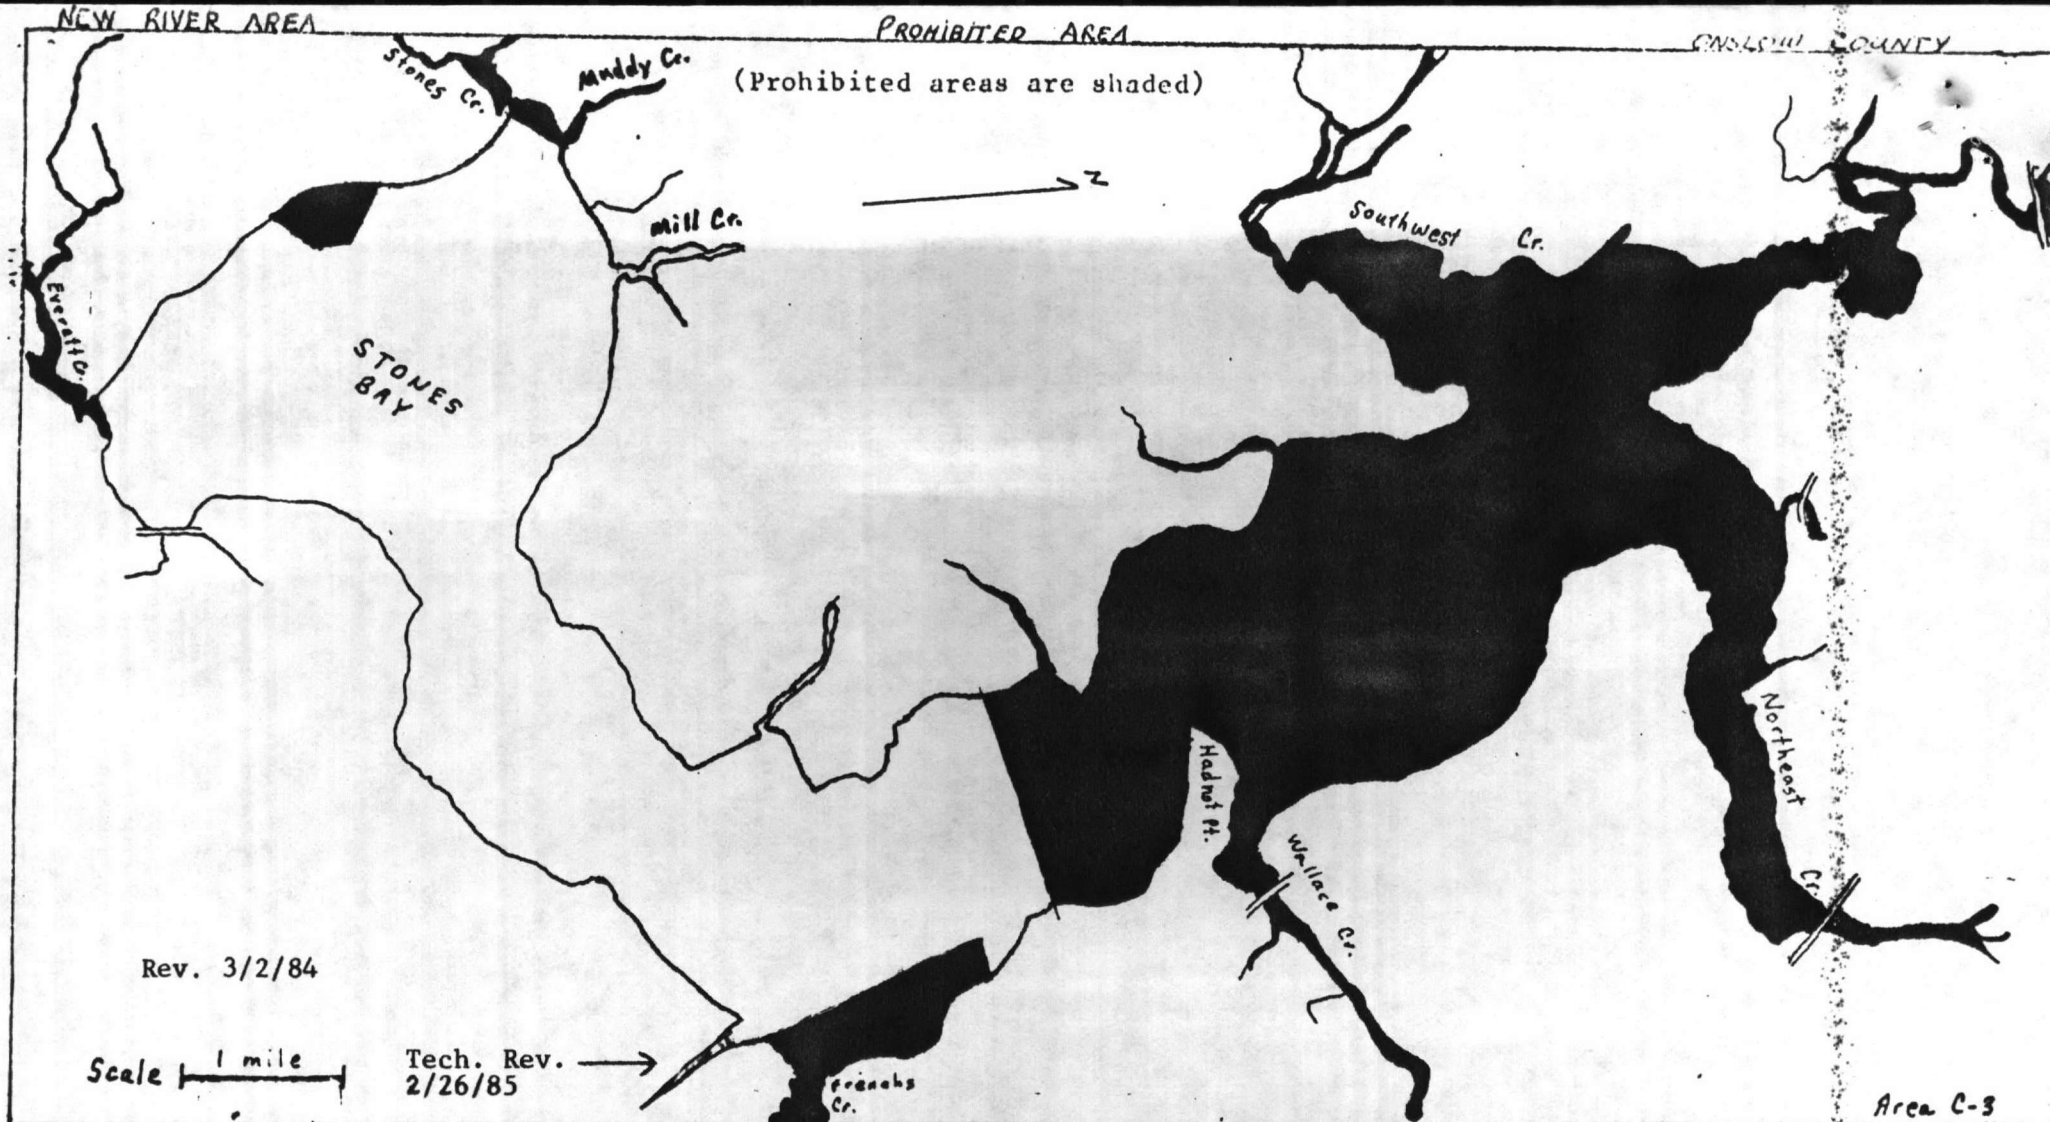 NEW RIVER AREA
PROHIBITED AREA
ONSLOW COUNTY
(Prohibited areas are shaded)
Stones Cr.
Muddy Cr.
N
Mill Cr.
Southwest Cr.
Everett Cr.
STONES
BAY
Hadnot Pt.
Wallace Cr.
Northeast Cr.
Rev. 3/2/84
Scale 1 mile
Tech. Rev.
2/26/85
Frenchs
Cr.
Area C-3